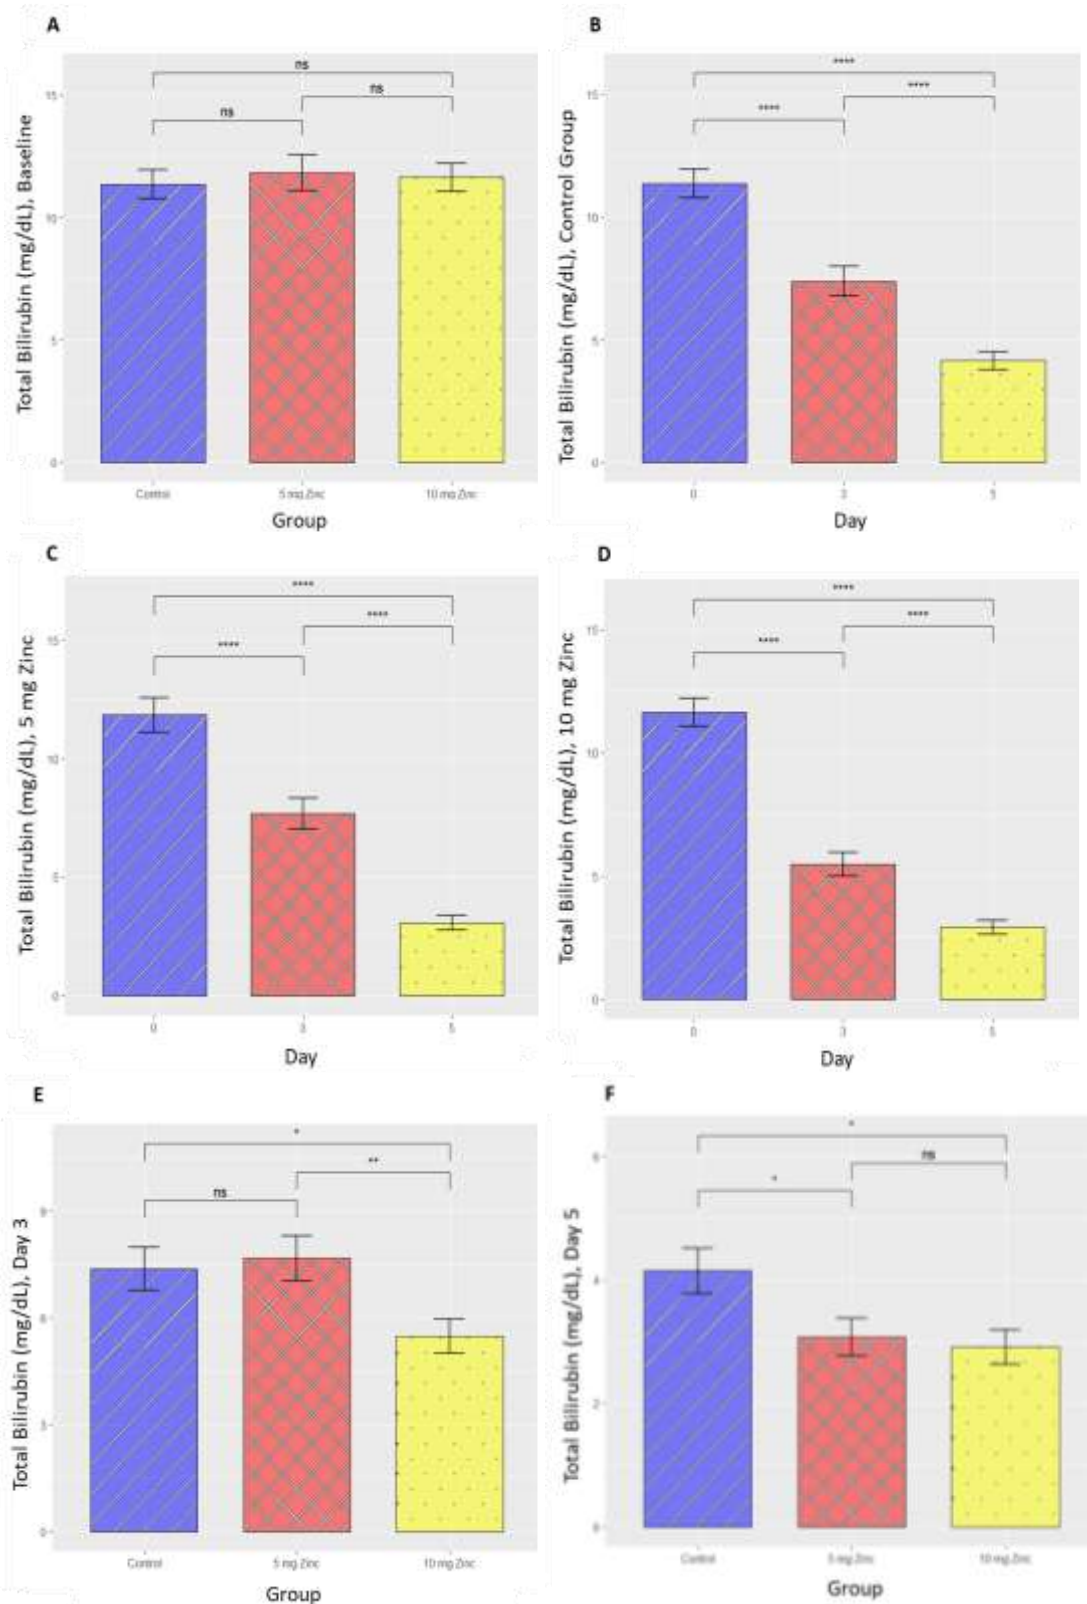 A
Total Bilirubin (mg/dL), Baseline
15
10
5
0
ns
ns
ns
Control
5 mg Zinc
10 mg Zinc
Group
B
Total Bilirubin (mg/dL), Control Group
15
10
5
0
****
****
****
0
3
5
Day
C
Total Bilirubin (mg/dL), 5 mg Zinc
15
10
5
0
****
****
****
0
3
5
Day
D
Total Bilirubin (mg/dL), 10 mg Zinc
15
10
5
0
****
****
****
0
3
5
Day
E
Total Bilirubin (mg/dL), Day 3
9
6
3
0
*
**
ns
Control
5 mg Zinc
10 mg Zinc
Group
F
Total Bilirubin (mg/dL), Day 5
6
4
2
0
*
ns
*
Control
5 mg Zinc
10 mg Zinc
Group